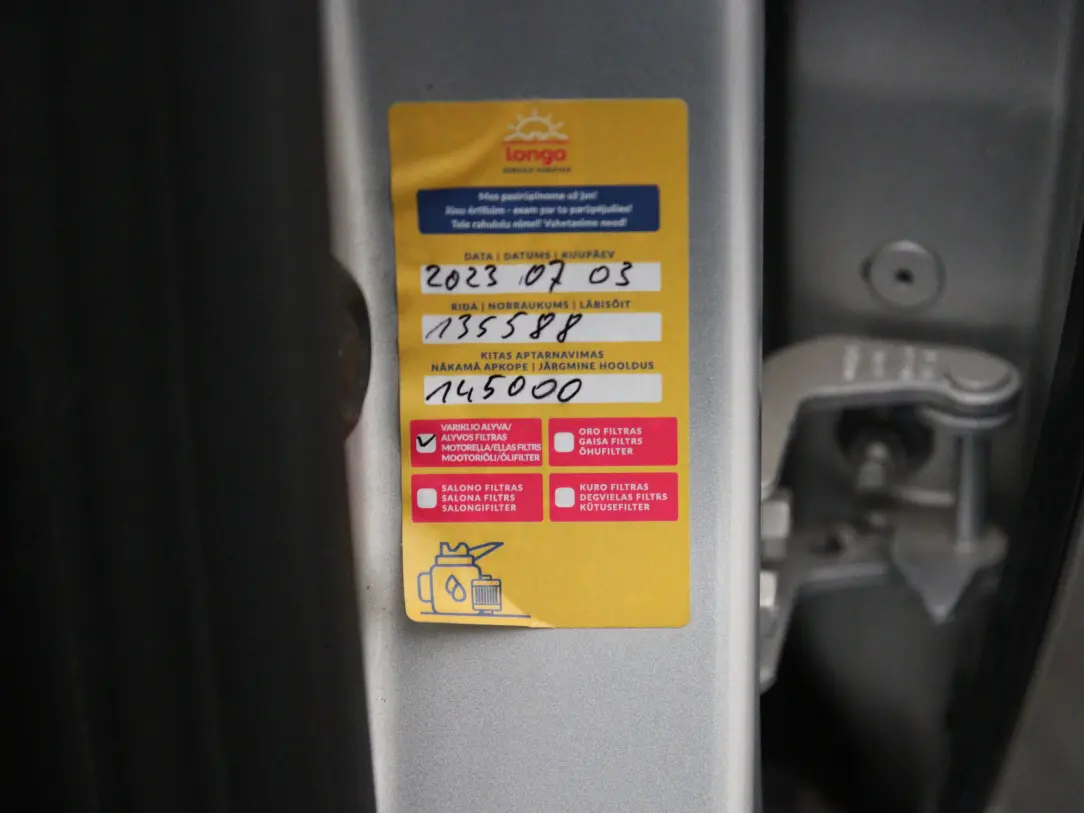 longo
Mes pasirūpinome už jus!
Jūsu ērtībām - esam par to parūpējušies!
Teie rahulolu nimel! Vahetanime need!
DATA | DATUMS | KUUPÄEV
2023 07 03
RIDA | NOBRAUKUMS | LÄBISÕIT
135588
KITAS APTARNAVIMAS
NĀKAMĀ APKOPE | JÄRGMINE HOOLDUS
145000
VARIKLIO ALYVA/
ALYVOS FILTRAS
MOTORELLA/EĻĻAS FILTRS
MOOTORIÕLI/ÕLIFILTER
ORO FILTRAS
GAISA FILTRS
ÕHUFILTER
SALONO FILTRAS
SALONA FILTRS
SALONGIFILTER
KURO FILTRAS
DEGVIELAS FILTRS
KÜTUSEFILTER